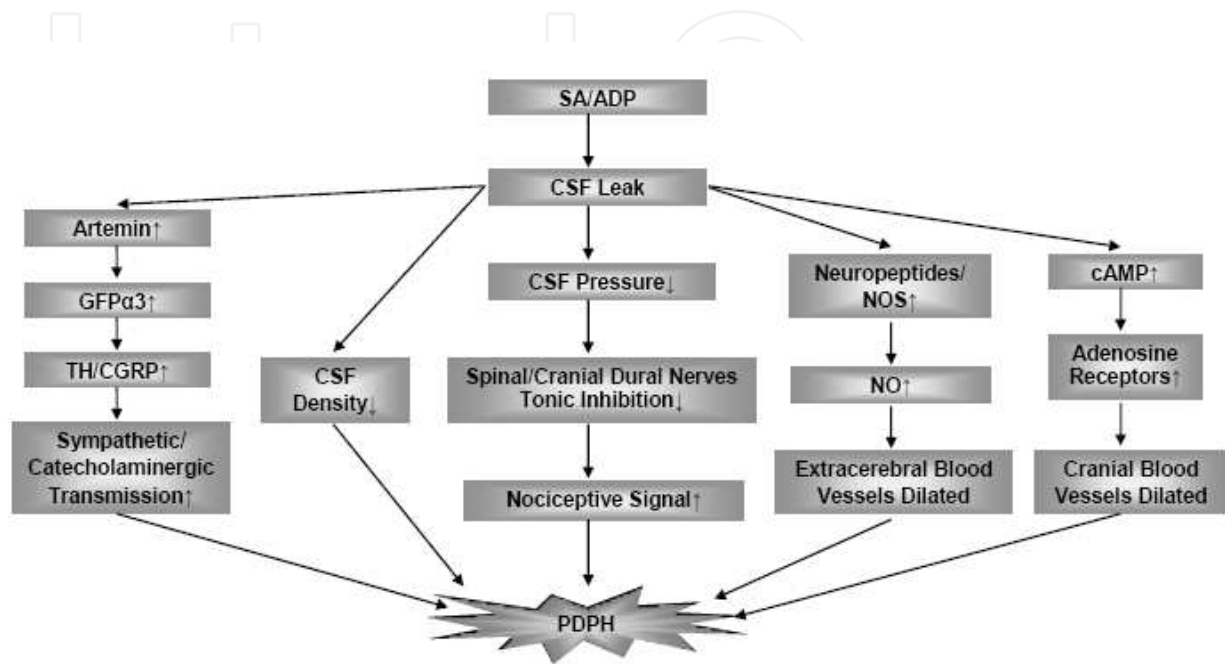 SA/ADP
CSF Leak
Artemin↑
GFPα3↑
TH/CGRP↑
Sympathetic/
Catecholaminergic
Transmission↑
CSF
Density↓
CSF Pressure↓
Spinal/Cranial Dural Nerves
Tonic Inhibition↓
Nociceptive Signal↑
Neuropeptides/
NOS↑
NO↑
Extracerebral Blood
Vessels Dilated
cAMP↑
Adenosine
Receptors↑
Cranial Blood
Vessels Dilated
PDPH